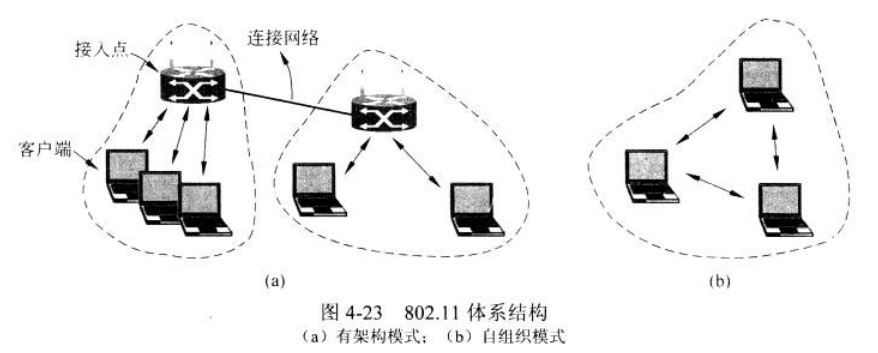 接入点
连接网络
客户端
(a)
(b)
图 4-23 802.11 体系结构
(a) 有架构模式; (b) 自组织模式